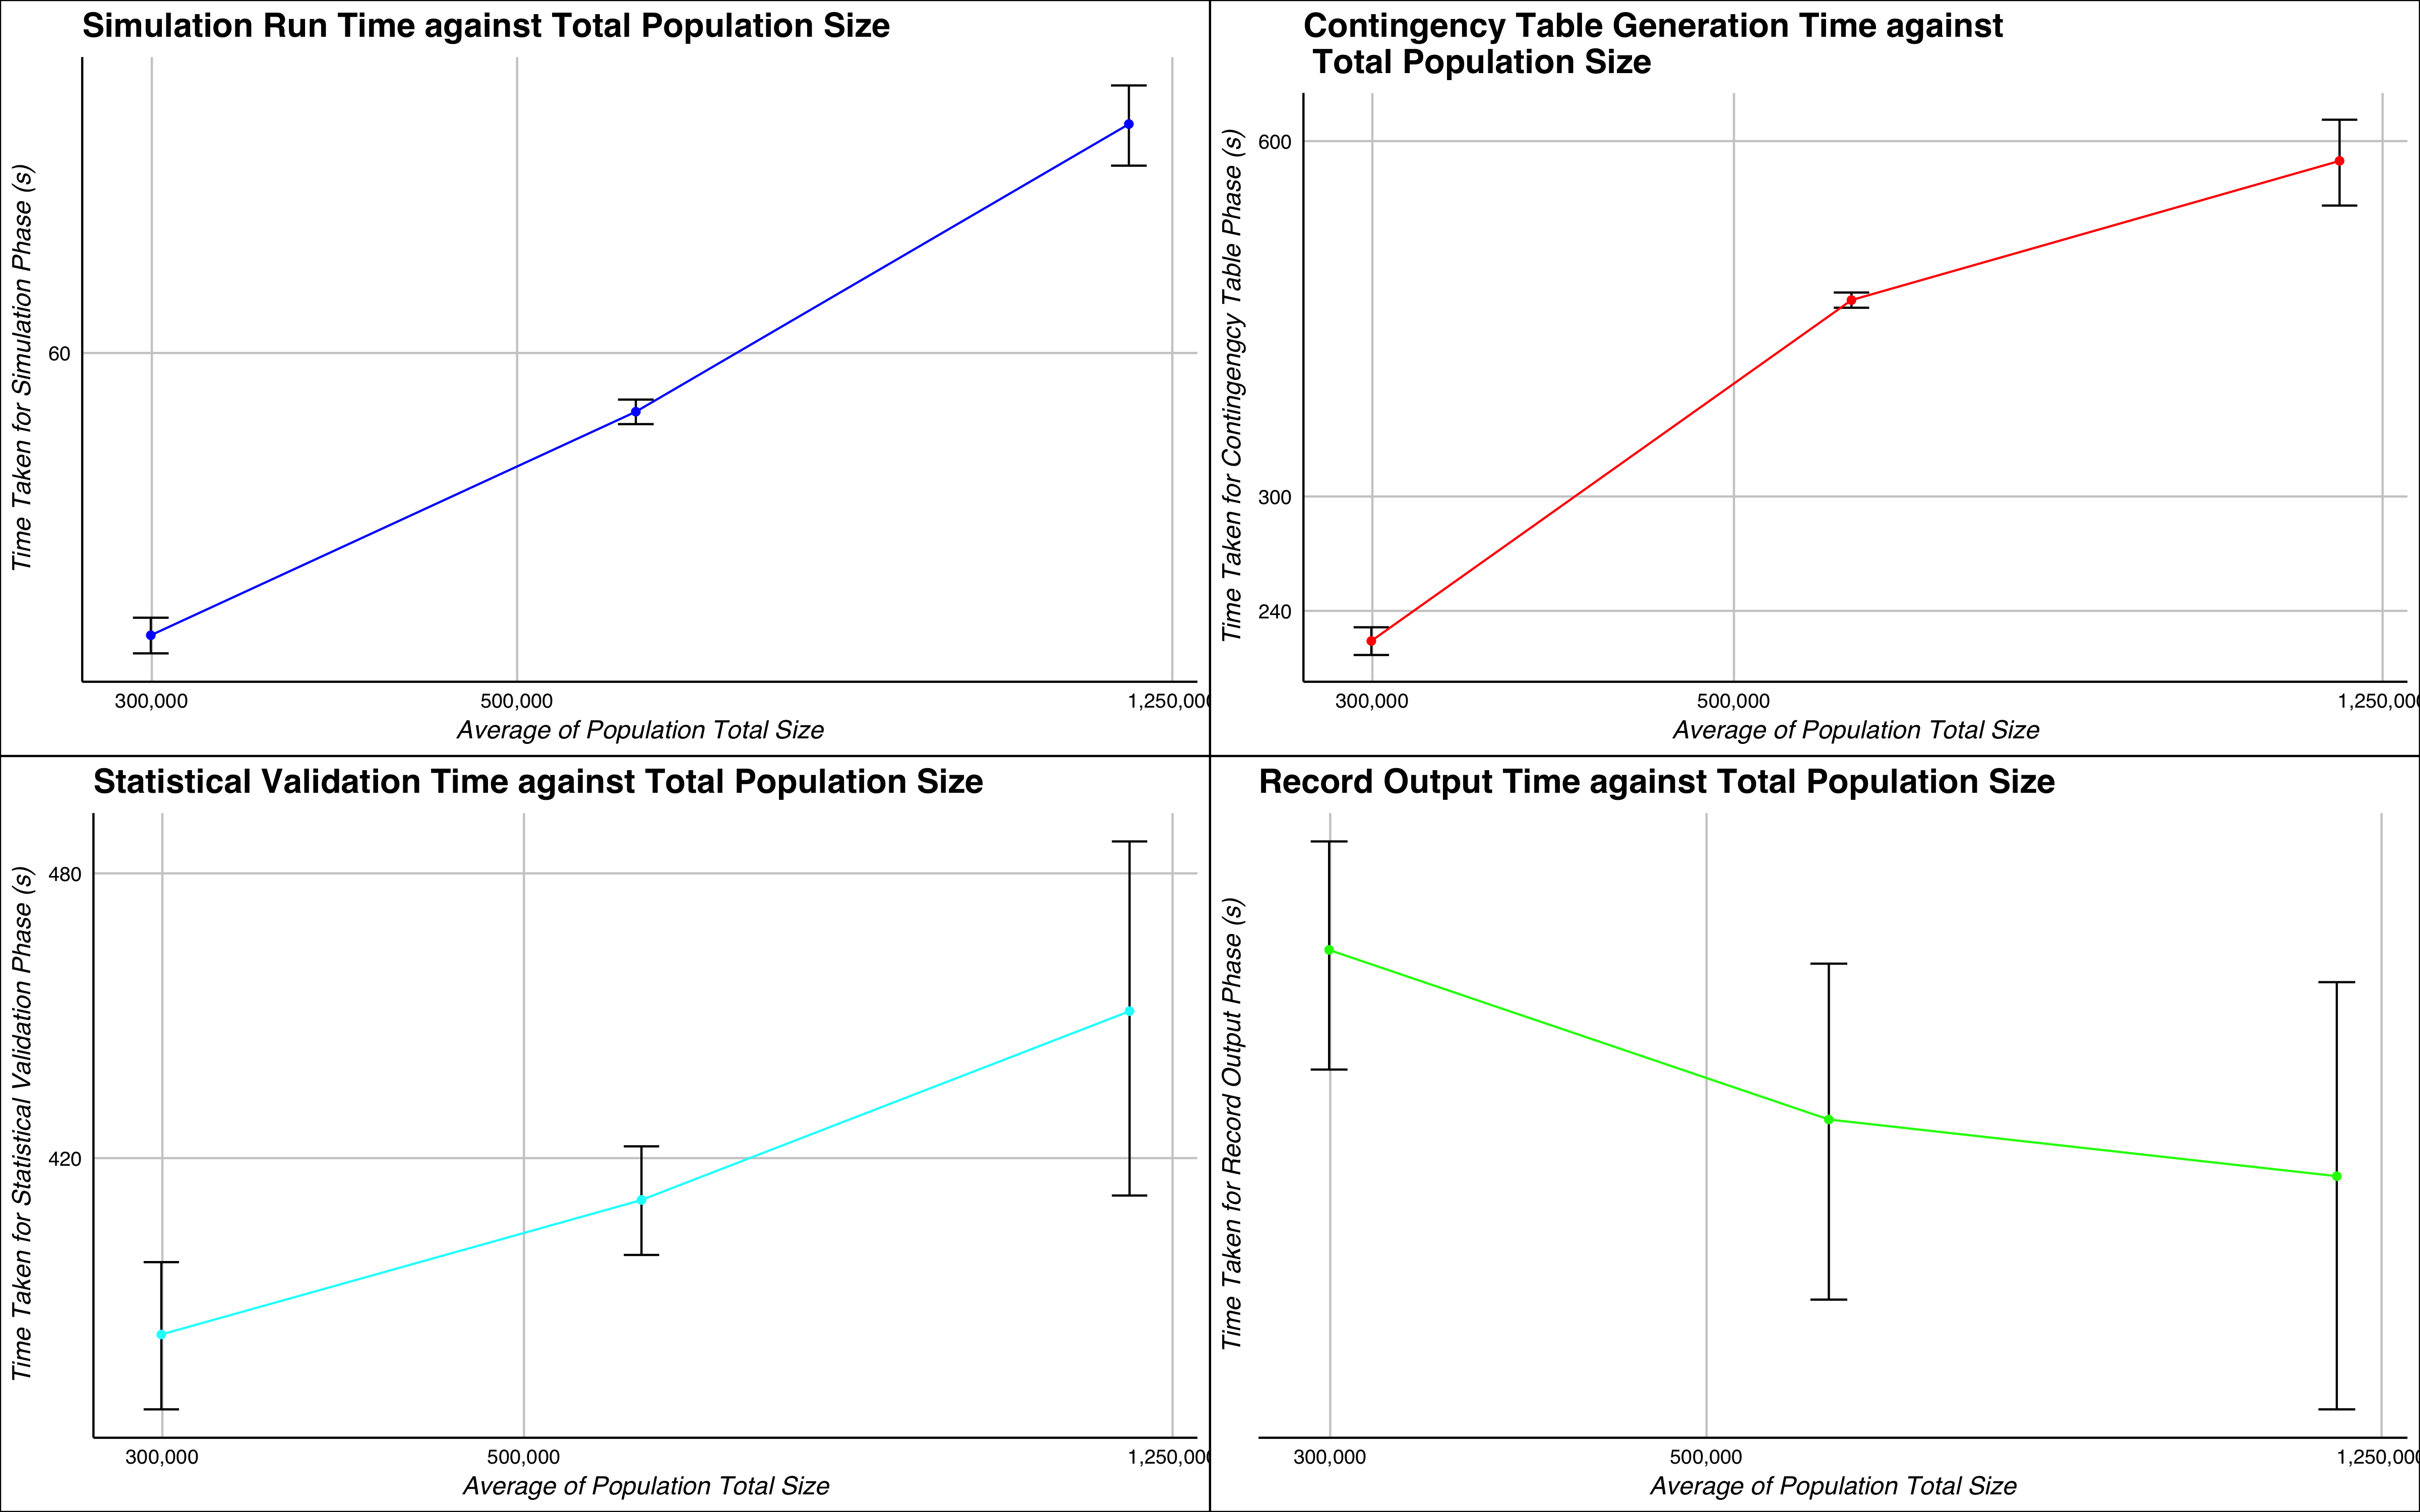 Simulation Run Time against Total Population Size
Time Taken for Simulation Phase (s)
60
300,000
500,000
1,250,000
Average of Population Total Size
Contingency Table Generation Time against
Total Population Size
Time Taken for Contingengcy Table Phase (s)
600
300
240
300,000
500,000
1,250,000
Average of Population Total Size
Statistical Validation Time against Total Population Size
Time Taken for Statistical Validation Phase (s)
480
420
300,000
500,000
1,250,000
Average of Population Total Size
Record Output Time against Total Population Size
Time Taken for Record Output Phase (s)
300,000
500,000
1,250,000
Average of Population Total Size